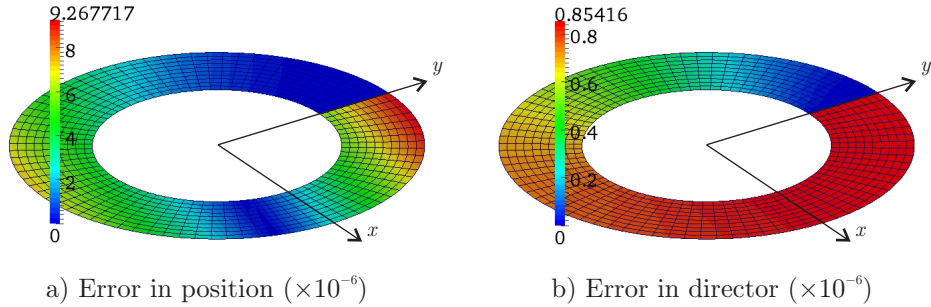 9.267717
8
6
4
2
0
y
x
0.85416
0.8
0.6
0.4
0.2
0
y
x
a) Error in position (×10⁻⁶)
b) Error in director (×10⁻⁶)